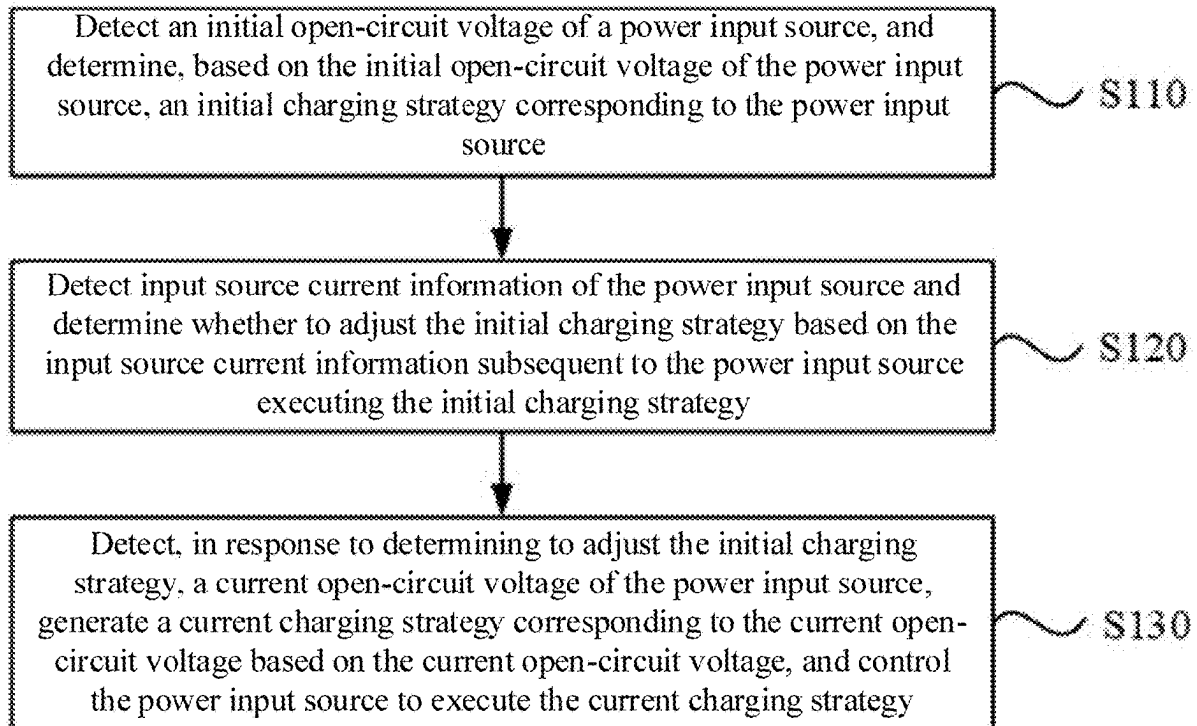 Detect an initial open-circuit voltage of a power input source, and
determine, based on the initial open-circuit voltage of the power input
source, an initial charging strategy corresponding to the power input
source
S110
Detect input source current information of the power input source and
determine whether to adjust the initial charging strategy based on the
input source current information subsequent to the power input source
executing the initial charging strategy
S120
Detect, in response to determining to adjust the initial charging
strategy, a current open-circuit voltage of the power input source,
generate a current charging strategy corresponding to the current open-
circuit voltage based on the current open-circuit voltage, and control
the power input source to execute the current charging strategy
S130